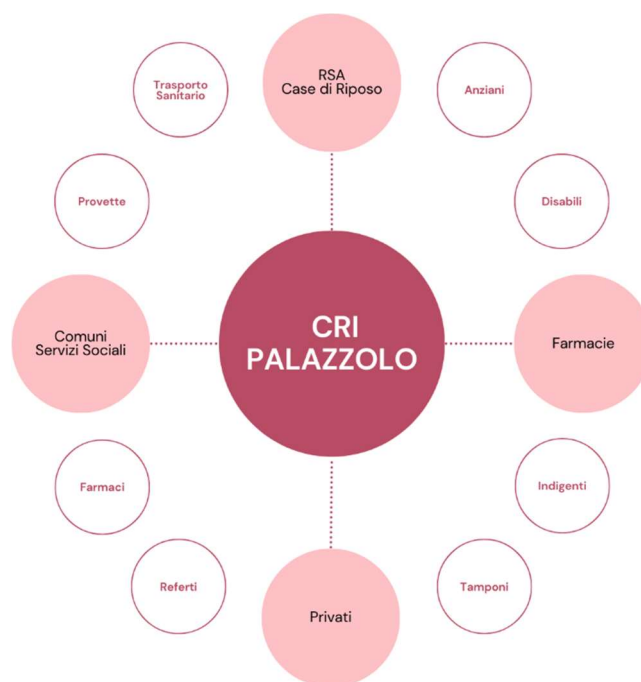 RSA
Case di Riposo
Trasporto
Sanitario
Anziani
Provette
Disabili
CRI
PALAZZOLO
Comuni
Servizi Sociali
Farmacie
Farmaci
Indigenti
Referti
Tamponi
Privati